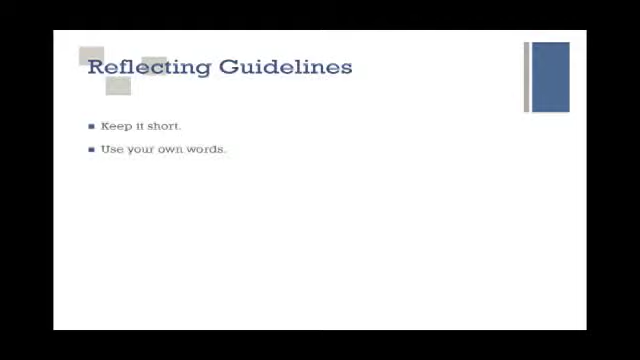 Reflecting Guidelines
Keep it short.
Use your own words.